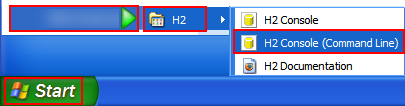 H2
H2 Console
H2 Console (Command Line)
H2 Documentation
Start